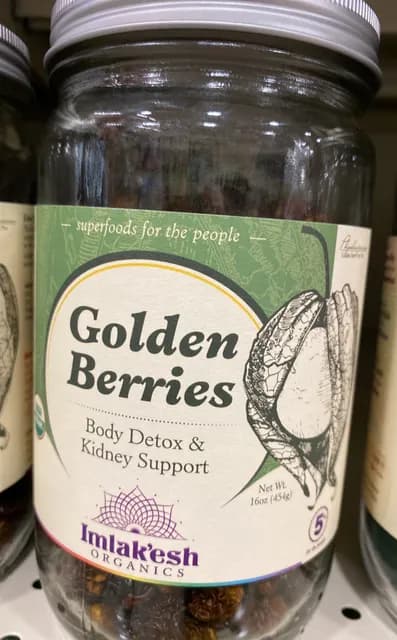 — superfoods for the people —
Golden
Berries
Body Detox &
Kidney Support
Net Wt.
16oz (454g)
5
Imlak'esh
ORGANICS